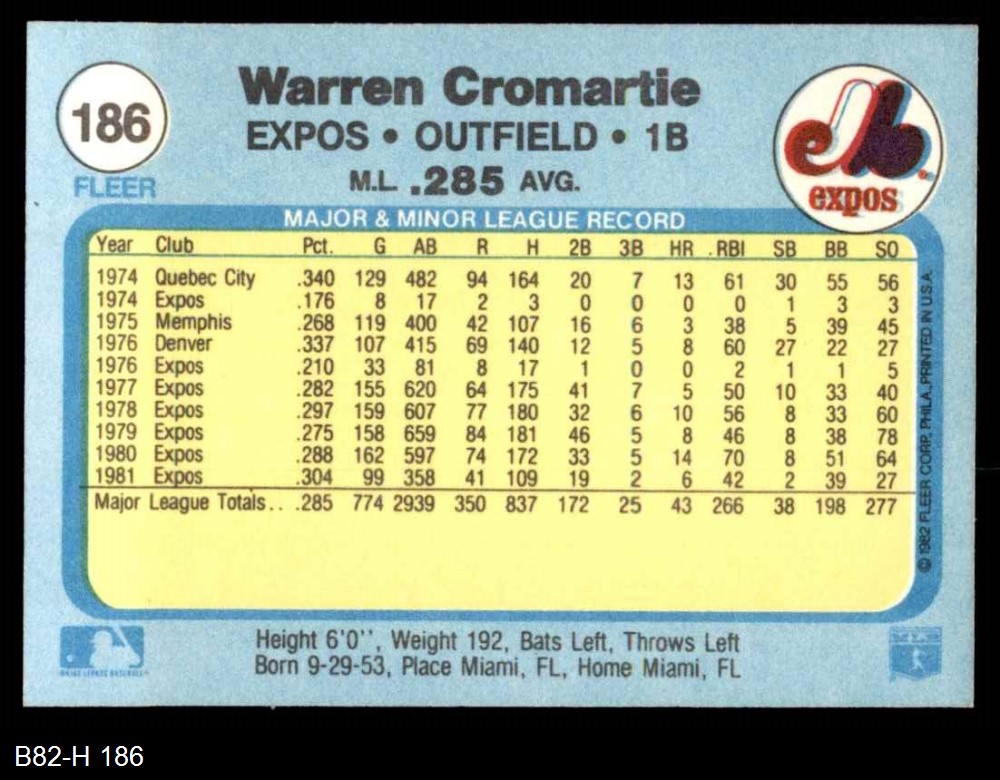 186
FLEER
Warren Cromartie
EXPOS • OUTFIELD • 1B
M.L. .285 AVG.
expos
MAJOR & MINOR LEAGUE RECORD
Year Club Pct. G AB R H 2B 3B HR RBI SB BB SO
1974 Quebec City .340 129 482 94 164 20 7 13 61 30 55 56
1974 Expos .176 8 17 2 3 0 0 0 0 1 3 3
1975 Memphis .268 119 400 42 107 16 6 3 38 5 39 45
1976 Denver .337 107 415 69 140 12 5 8 60 27 22 27
1976 Expos .210 33 81 8 17 1 0 0 2 1 1 5
1977 Expos .282 155 620 64 175 41 7 5 50 10 33 40
1978 Expos .297 159 607 77 180 32 6 10 56 8 33 60
1979 Expos .275 158 659 84 181 46 5 8 46 8 38 78
1980 Expos .288 162 597 74 172 33 5 14 70 8 51 64
1981 Expos .304 99 358 41 109 19 2 6 42 2 39 27
Major League Totals.. .285 774 2939 350 837 172 25 43 266 38 198 277
© 1982 FLEER CORP., PHILA., PRINTED IN U.S.A.
Height 6'0'', Weight 192, Bats Left, Throws Left
Born 9-29-53, Place Miami, FL, Home Miami, FL
MAJOR LEAGUE BASEBALL
B82-H 186